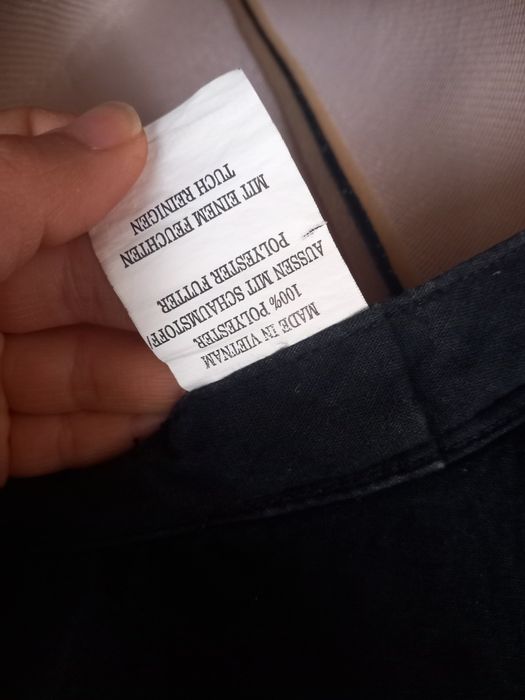 MADE IN VIETNAM
100% POLYESTER.
AUSSEN MIT SCHAUMSTOFF/
POLYESTER FUTTER
MIT EINEM FEUCHTEN
TUCH REINIGEN